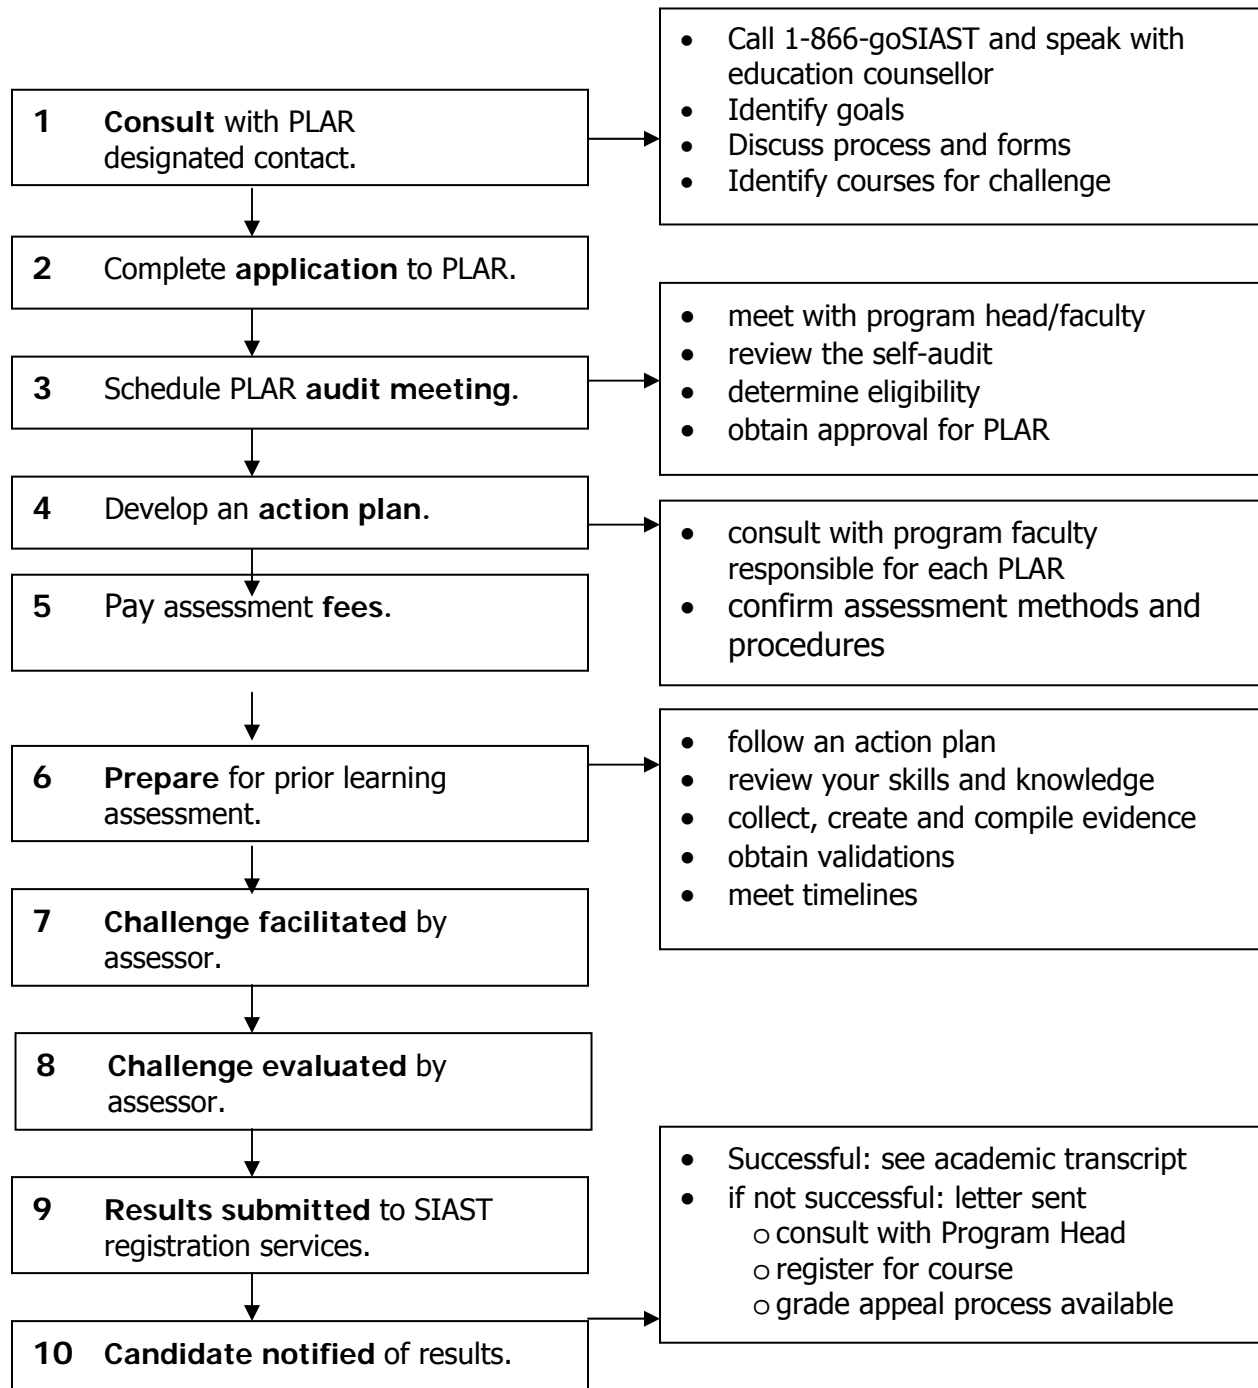 • Call 1-866-goSIAST and speak with
education counsellor
• Identify goals
• Discuss process and forms
• Identify courses for challenge
1 Consult with PLAR
designated contact.
2 Complete application to PLAR.
• meet with program head/faculty
• review the self-audit
• determine eligibility
• obtain approval for PLAR
3 Schedule PLAR audit meeting.
4 Develop an action plan.
• consult with program faculty
responsible for each PLAR
• confirm assessment methods and
procedures
5 Pay assessment fees.
6 Prepare for prior learning
assessment.
• follow an action plan
• review your skills and knowledge
• collect, create and compile evidence
• obtain validations
• meet timelines
7 Challenge facilitated by
assessor.
8 Challenge evaluated by
assessor.
9 Results submitted to SIAST
registration services.
• Successful: see academic transcript
• if not successful: letter sent
o consult with Program Head
o register for course
o grade appeal process available
10 Candidate notified of results.